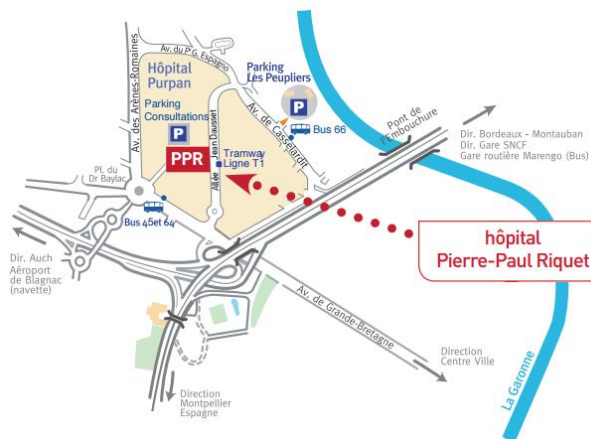 Av. du P.G. Espagno
Hôpital
Purpan
Parking
Les Peupliers
P
Av. des Arènes-Romaines
Parking
Consultations
P
Av. de Casselardit
Bus 66
Pont de
l'Embouchure
Dir. Bordeaux - Montauban
Dir. Gare SNCF
Gare routière Marengo (Bus)
PPR
Allée Jean Dausset
Tramway
Ligne T1
Pl. du
Dr Baylac
Bus 45et 64
hôpital
Pierre-Paul Riquet
Dir. Auch
Aéroport
de Blagnac
(navette)
Av. de Grande-Bretagne
Direction
Centre Ville
La Garonne
Direction
Montpellier
Espagne